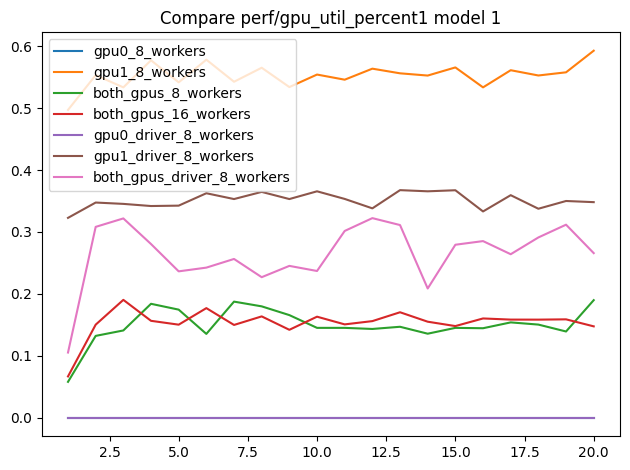 Compare perf/gpu_util_percent1 model 1
gpu0_8_workers
gpu1_8_workers
both_gpus_8_workers
both_gpus_16_workers
gpu0_driver_8_workers
gpu1_driver_8_workers
both_gpus_driver_8_workers
0.6
0.5
0.4
0.3
0.2
0.1
0.0
2.5 5.0 7.5 10.0 12.5 15.0 17.5 20.0